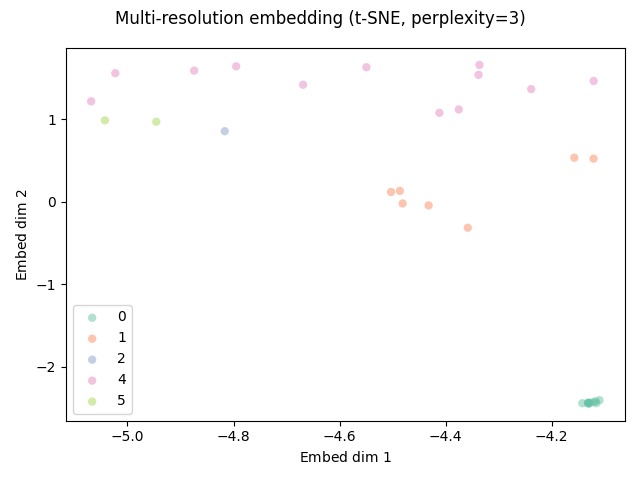 Multi-resolution embedding (t-SNE, perplexity=3)
Embed dim 2
1
0
−1
−2
0
1
2
4
5
−5.0 −4.8 −4.6 −4.4 −4.2
Embed dim 1